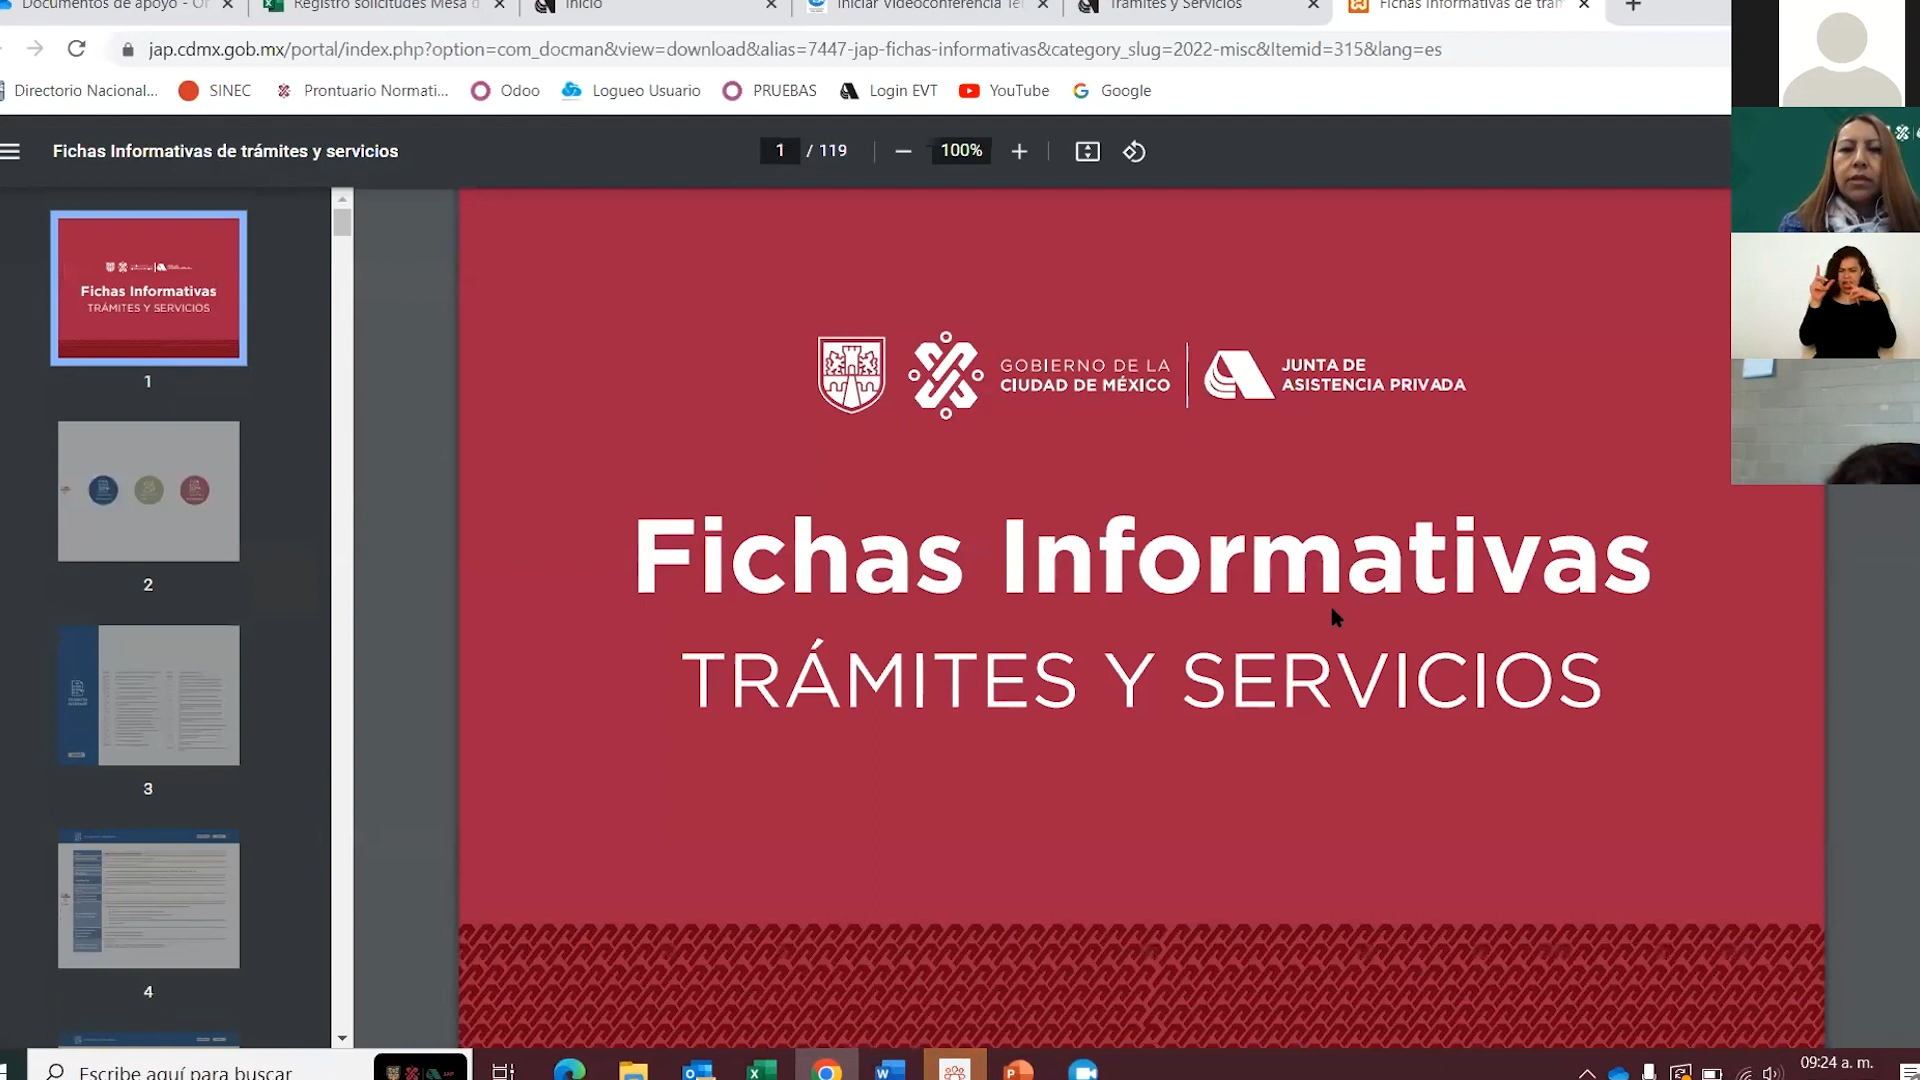 Documentos de apoyo - On
Registro solicitudes Mesa d
Inicio
Iniciar Videoconferencia Tel
Trámites y Servicios
Fichas Informativas de trám
jap.cdmx.gob.mx/portal/index.php?option=com_docman&view=download&alias=7447-jap-fichas-informativas&category_slug=2022-misc&Itemid=315&lang=es
Directorio Nacional...
SINEC
Prontuario Normati...
Odoo
Logueo Usuario
PRUEBAS
Login EVT
YouTube
Google
Fichas Informativas de trámites y servicios
1 / 119
100%
Fichas Informativas
TRÁMITES Y SERVICIOS
1
2
3
4
GOBIERNO DE LA
CIUDAD DE MÉXICO
JUNTA DE
ASISTENCIA PRIVADA
Fichas Informativas
TRÁMITES Y SERVICIOS
Escribe aquí para buscar
09:24 a. m.